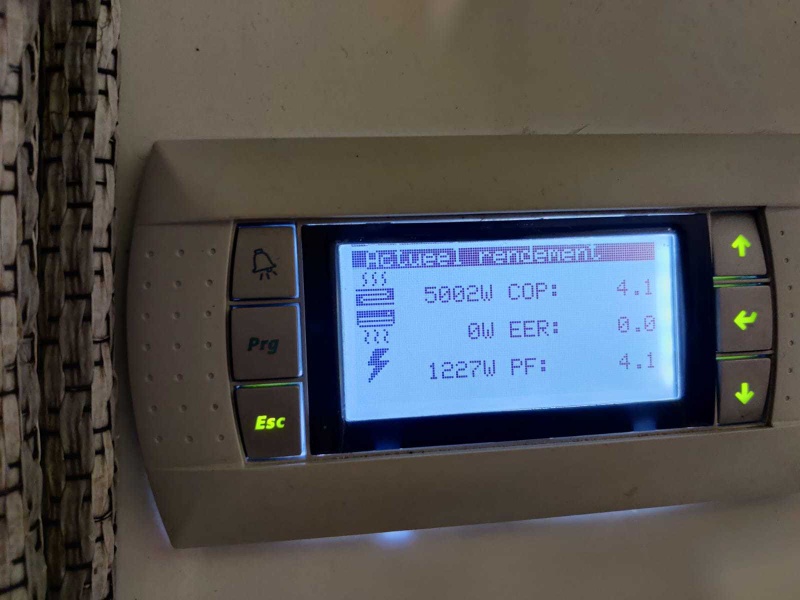 Actueel rendement
5002W COP: 4.1
0W EER: 0.0
1227W PF: 4.1
Prg
Esc